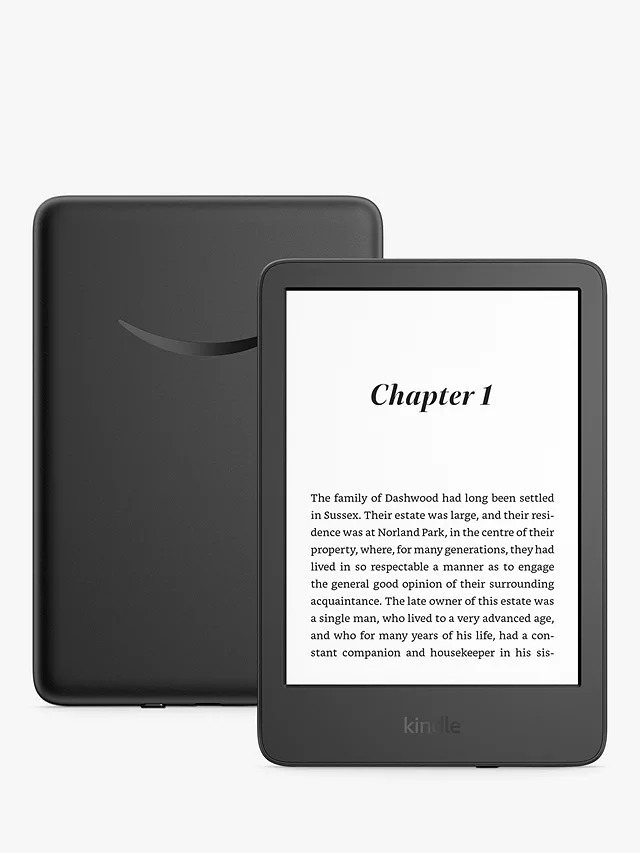 Chapter 1
The family of Dashwood had long been settled
in Sussex. Their estate was large, and their resi-
dence was at Norland Park, in the centre of their
property, where, for many generations, they had
lived in so respectable a manner as to engage
the general good opinion of their surrounding
acquaintance. The late owner of this estate was
a single man, who lived to a very advanced age,
and who for many years of his life, had a con-
stant companion and housekeeper in his sis-
kindle